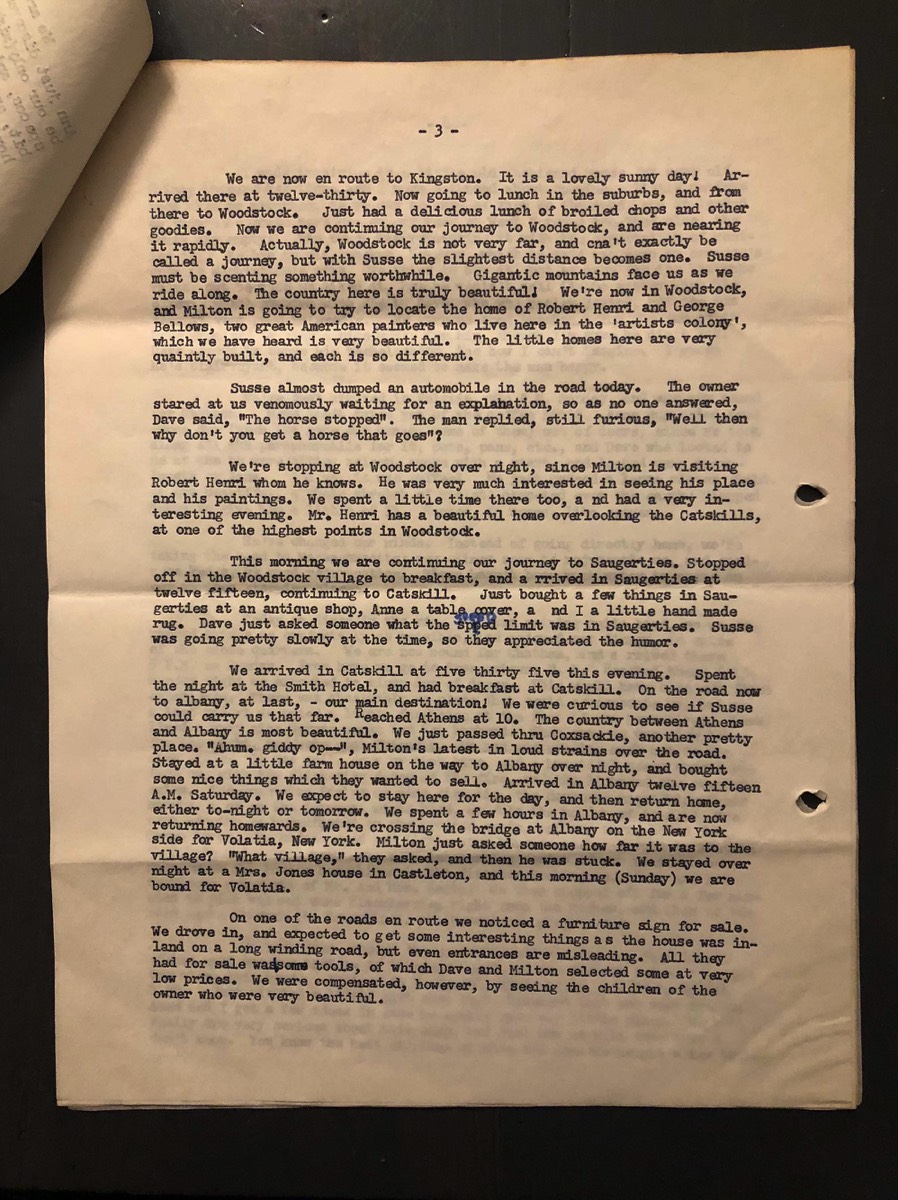 - 3 -
We are now en route to Kingston. It is a lovely sunny day! Ar-
rived there at twelve-thirty. Now going to lunch in the suburbs, and from
there to Woodstock. Just had a delicious lunch of broiled chops and other
goodies. Now we are continuing our journey to Woodstock, and are nearing
it rapidly. Actually, Woodstock is not very far, and cna't exactly be
called a journey, but with Susse the slightest distance becomes one. Susse
must be scenting something worthwhile. Gigantic mountains face us as we
ride along. The country here is truly beautiful! We're now in Woodstock,
and Milton is going to try to locate the home of Robert Henri and George
Bellows, two great American painters who live here in the 'artists colony',
which we have heard is very beautiful. The little homes here are very
quaintly built, and each is so different.
Susse almost dumped an automobile in the road today. The owner
stared at us venomously waiting for an explahation, so as no one answered,
Dave said, "The horse stopped". The man replied, still furious, "Well then
why don't you get a horse that goes"?
We're stopping at Woodstock over night, since Milton is visiting
Robert Henri whom he knows. He was very much interested in seeing his place
and his paintings. We spent a little time there too, a nd had a very in-
teresting evening. Mr. Henri has a beautiful home overlooking the Catskills,
at one of the highest points in Woodstock.
This morning we are continuing our journey to Saugerties. Stopped
off in the Woodstock village to breakfast, and a rrived in Saugerties at
twelve fifteen, continuing to Catskill. Just bought a few things in Sau-
gerties at an antique shop, Anne a table cover, a nd I a little hand made
rug. Dave just asked someone what the spped limit was in Saugerties. Susse
was going pretty slowly at the time, so they appreciated the humor.
We arrived in Catskill at five thirty five this evening. Spent
the night at the Smith Hotel, and had breakfast at Catskill. On the road now
to albany, at last, - our main destination! We were curious to see if Susse
could carry us that far. Reached Athens at 10. The country between Athens
and Albany is most beautiful. We just passed thru Coxsackie, another pretty
place. "Ahum. giddy op--", Milton's latest in loud strains over the road.
Stayed at a little farm house on the way to Albany over night, and bought
some nice things which they wanted to sell. Arrived in Albany twelve fifteen
A.M. Saturday. We expect to stay here for the day, and then return home,
either to-night or tomorrow. We spent a few hours in Albany, and are now
returning homewards. We're crossing the bridge at Albany on the New York
side for Volatia, New York. Milton just asked someone how far it was to the
village? "What village," they asked, and then he was stuck. We stayed over
night at a Mrs. Jones house in Castleton, and this morning (Sunday) we are
bound for Volatia.
On one of the roads en route we noticed a furniture sign for sale.
We drove in, and expected to get some interesting things as the house was in-
land on a long winding road, but even entrances are misleading. All they
had for sale was some tools, of which Dave and Milton selected some at very
low prices. We were compensated, however, by seeing the children of the
owner who were very beautiful.